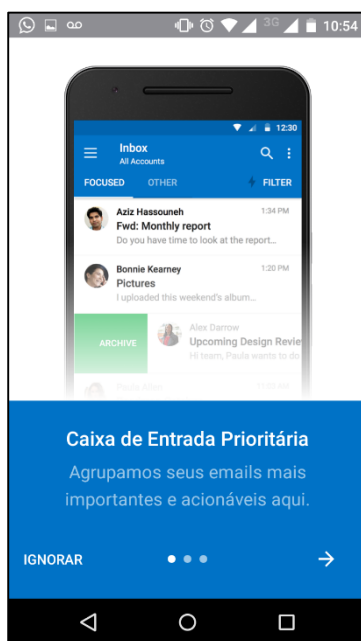 3G 10:54
12:30
Inbox
All Accounts
FOCUSED OTHER FILTER
Aziz Hassouneh 1:34 PM
Fwd: Monthly report
Do you have time to look at the report...
Bonnie Kearney 1:20 PM
Pictures
I uploaded this weekend's album...
ARCHIVE
Alex Darrow
Upcoming Design Revie
Hi team, Paula wants to do
Caixa de Entrada Prioritária
Agrupamos seus emails mais
importantes e acionáveis aqui.
IGNORAR